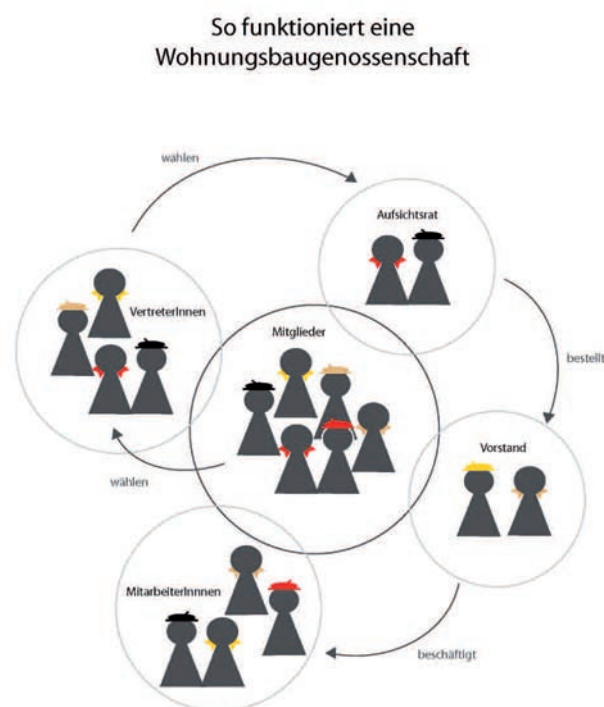 So funktioniert eine
Wohnungsbaugenossenschaft
wählen
Aufsichtsrat
VertreterInnen
Mitglieder
bestellt
Vorstand
wählen
MitarbeiterInnnen
beschäftigt